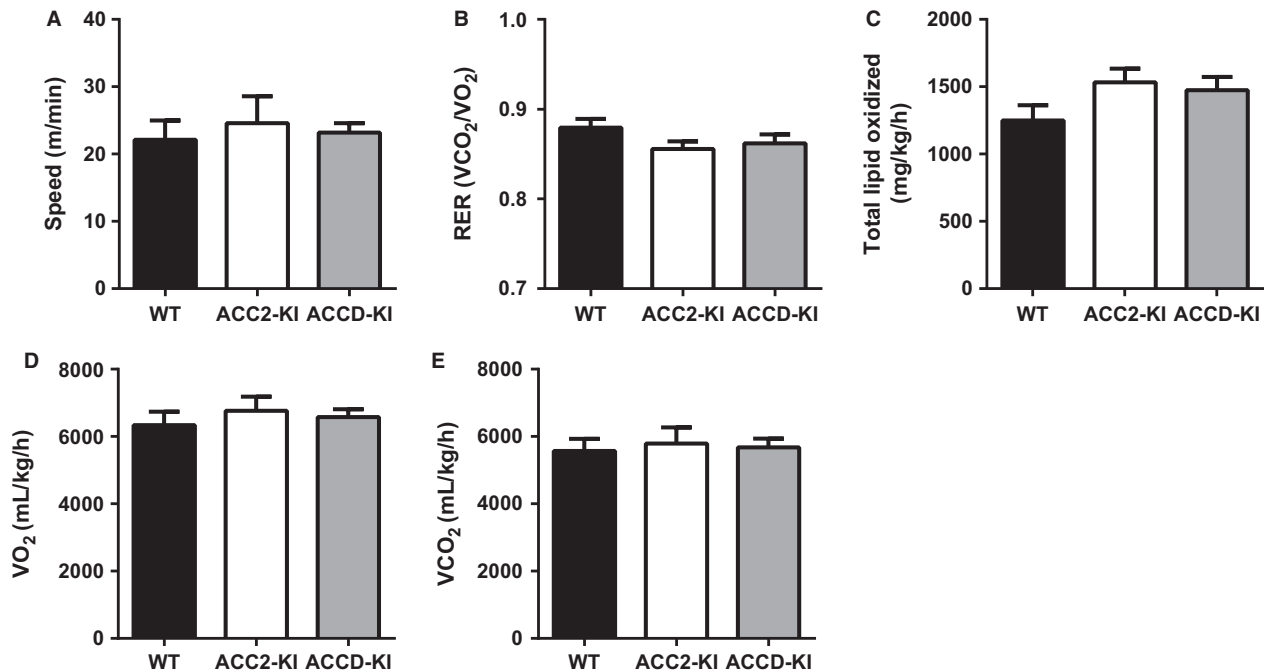 A
Speed (m/min)
40
30
20
10
0
WT ACC2-KI ACCD-KI
B
RER (VCO2/VO2)
1.0
0.9
0.8
0.7
WT ACC2-KI ACCD-KI
C
Total lipid oxidized
(mg/kg/h)
2000
1500
1000
500
0
WT ACC2-KI ACCD-KI
D
VO2 (mL/kg/h)
8000
6000
4000
2000
0
WT ACC2-KI ACCD-KI
E
VCO2 (mL/kg/h)
8000
6000
4000
2000
0
WT ACC2-KI ACCD-KI